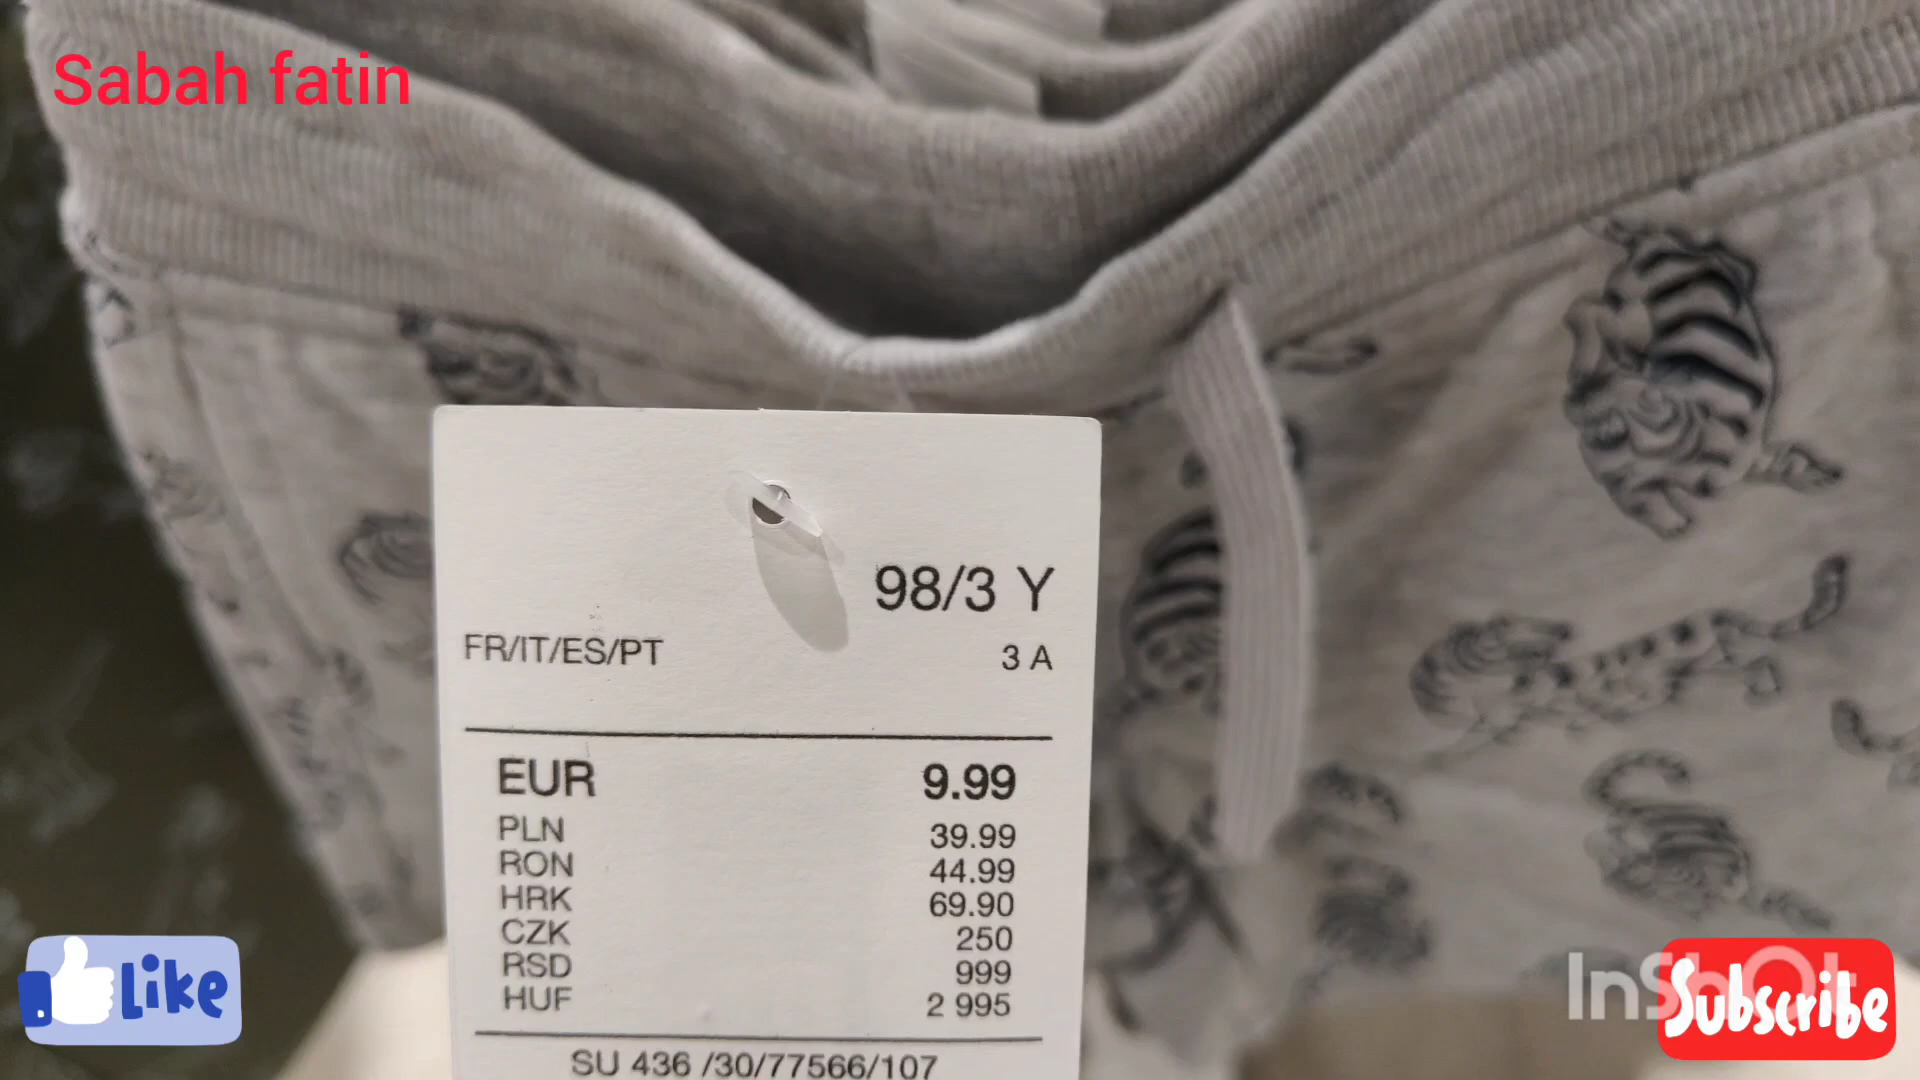 Sabah fatin
98/3 Y
FR/IT/ES/PT 3 A
EUR 9.99
PLN 39.99
RON 44.99
HRK 69.90
CZK 250
RSD 999
HUF 2 995
SU 436 /30/77566/107
Like
InShOt
Subscribe